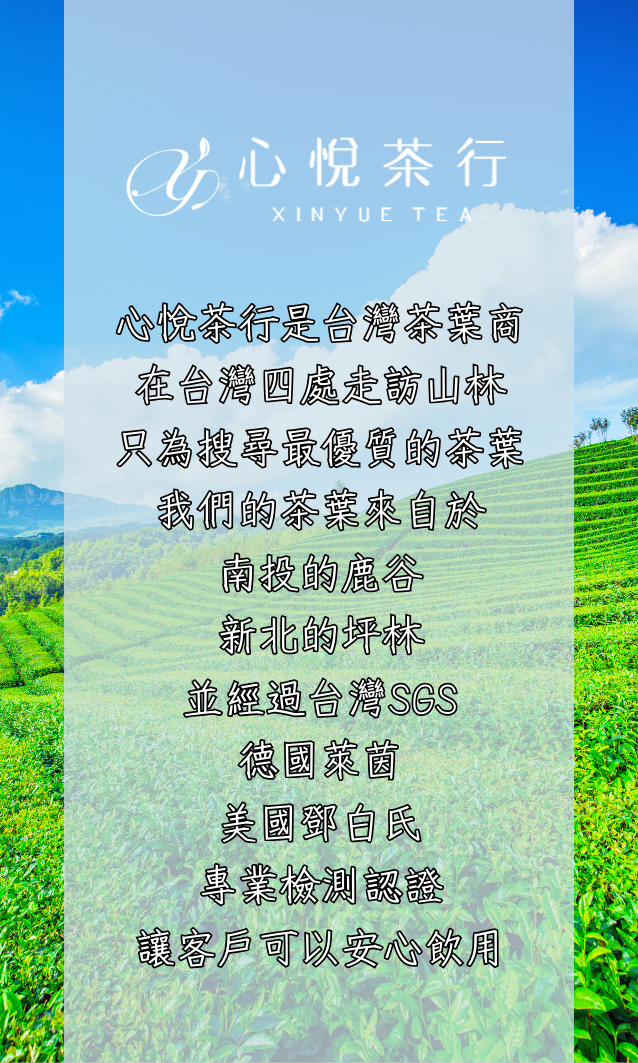 心悅茶行
XINYUE TEA
心悅茶行是台灣茶葉商
在台灣四處走訪山林
只為搜尋最優質的茶葉
我們的茶葉來自於
南投的鹿谷
新北的坪林
並經過台灣SGS
德國萊茵
美國鄧白氏
專業檢測認證
讓客戶可以安心飲用